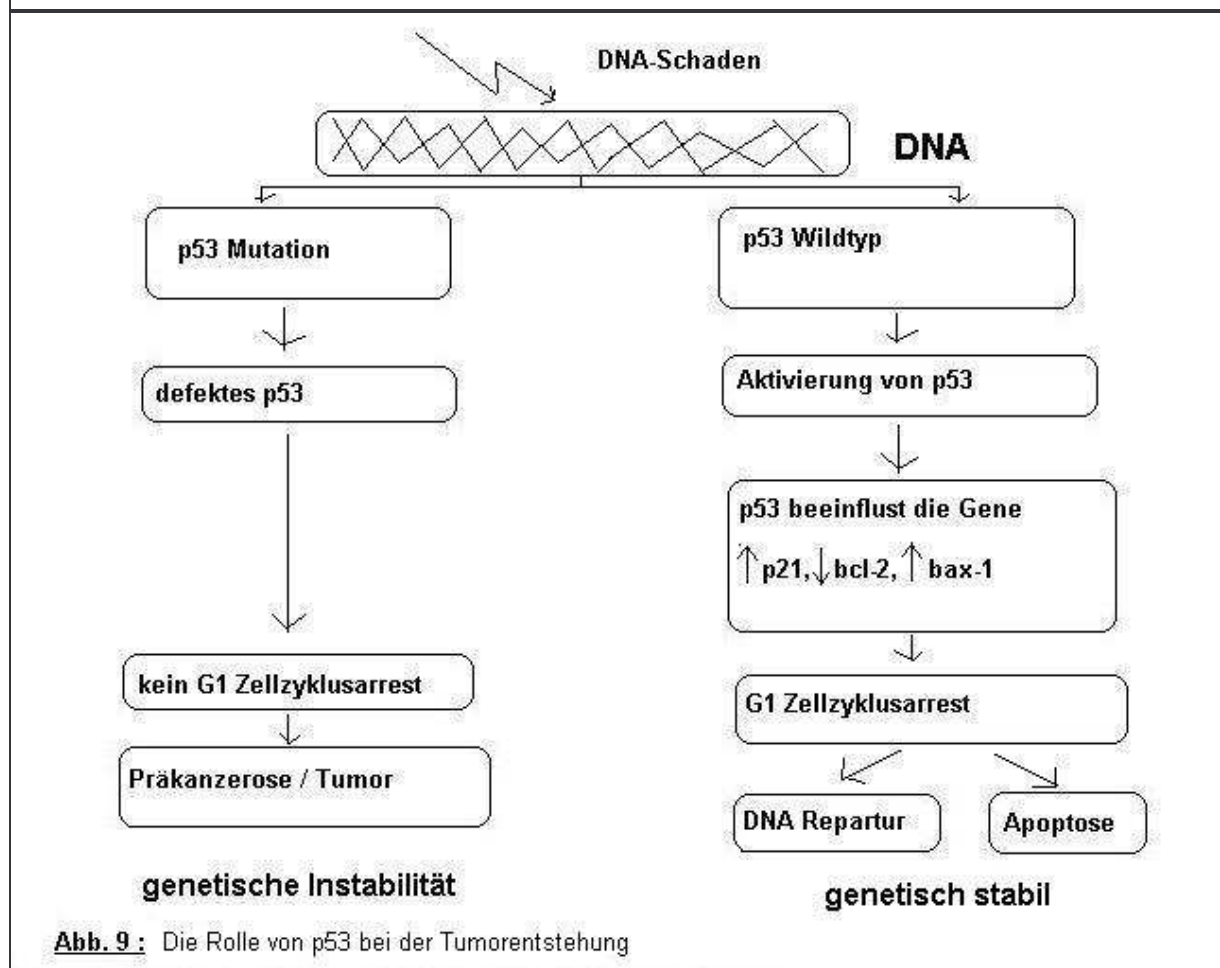 DNA-Schaden
DNA
p53 Mutation
p53 Wildtyp
defektes p53
Aktivierung von p53
p53 beeinflust die Gene
↑p21,↓bcl-2,↑bax-1
kein G1 Zellzyklusarrest
G1 Zellzyklusarrest
Präkanzerose / Tumor
DNA Repartur
Apoptose
genetische Instabilität
genetisch stabil
Abb. 9 : Die Rolle von p53 bei der Tumorentstehung